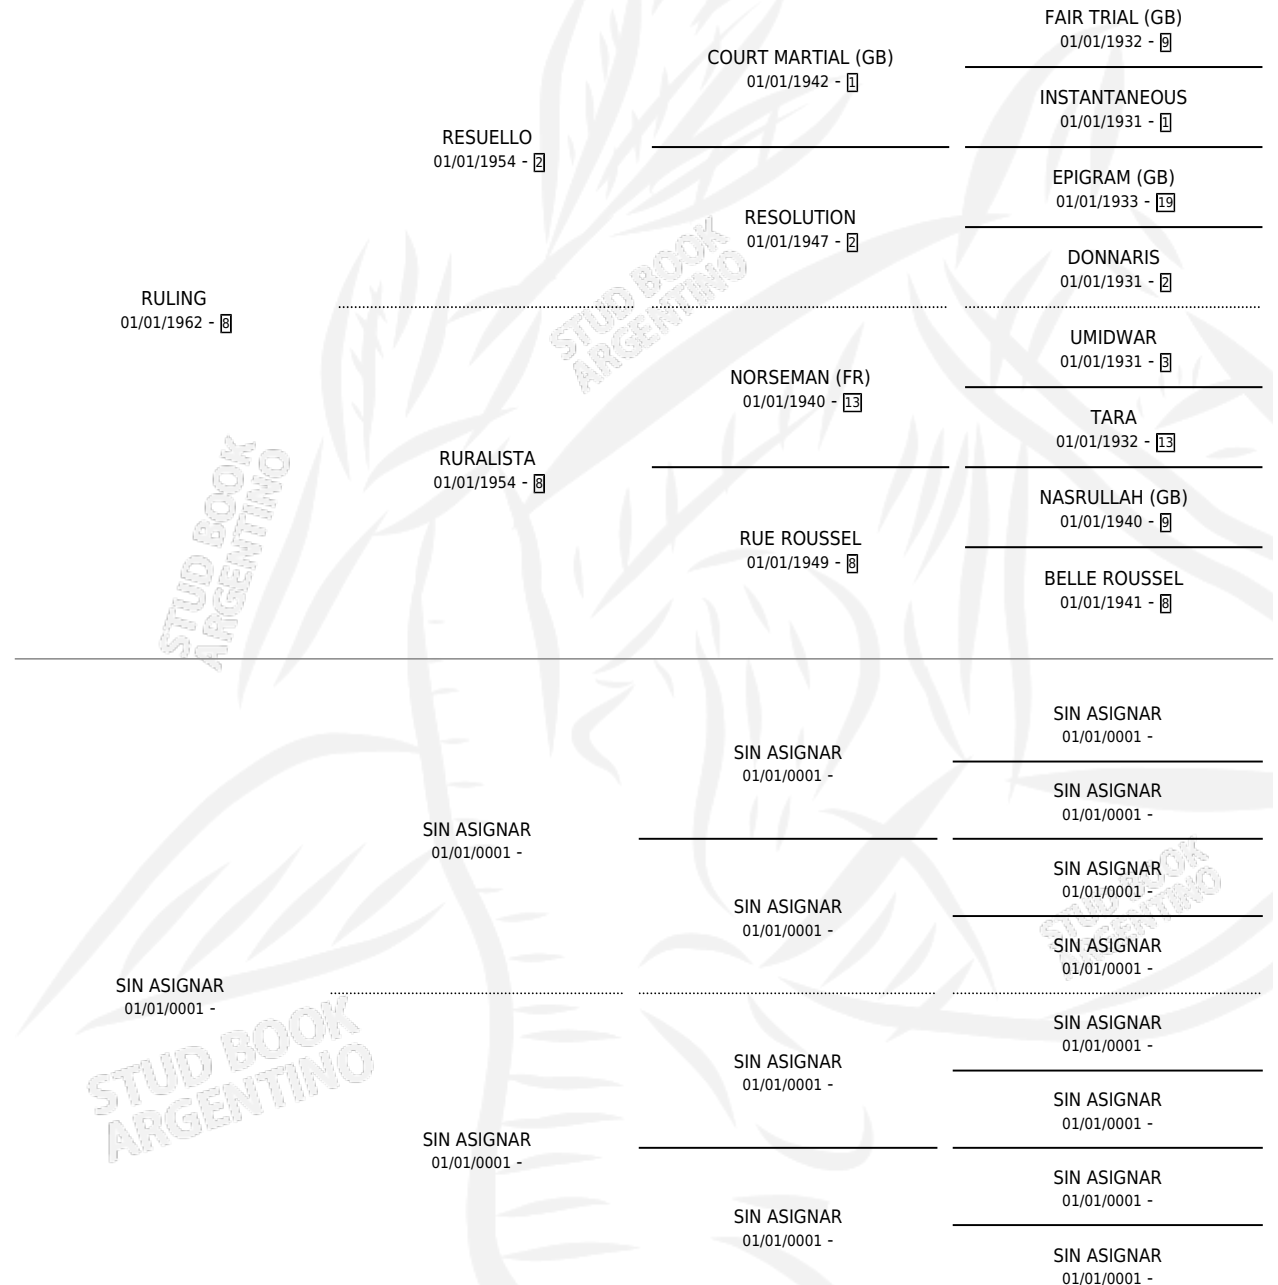 FAIR TRIAL (GB)
01/01/1932 - 9
COURT MARTIAL (GB)
01/01/1942 - 1
INSTANTANEOUS
01/01/1931 - 1
RESUELLO
01/01/1954 - 2
EPIGRAM (GB)
01/01/1933 - 19
RESOLUTION
01/01/1947 - 2
DONNARIS
01/01/1931 - 2
RULING
01/01/1962 - 8
STUD BOOK
ARGENTINO
UMIDWAR
01/01/1931 - 3
NORSEMAN (FR)
01/01/1940 - 13
TARA
01/01/1932 - 13
RURALISTA
01/01/1954 - 8
NASRULLAH (GB)
01/01/1940 - 9
RUE ROUSSEL
01/01/1949 - 8
BELLE ROUSSEL
01/01/1941 - 8
STUD BOOK
ARGENTINO
SIN ASIGNAR
01/01/0001 -
SIN ASIGNAR
01/01/0001 -
SIN ASIGNAR
01/01/0001 -
SIN ASIGNAR
01/01/0001 -
SIN ASIGNAR
01/01/0001 -
SIN ASIGNAR
01/01/0001 -
SIN ASIGNAR
01/01/0001 -
STUD BOOK
ARGENTINO
SIN ASIGNAR
01/01/0001 -
SIN ASIGNAR
01/01/0001 -
SIN ASIGNAR
01/01/0001 -
SIN ASIGNAR
01/01/0001 -
STUD BOOK
ARGENTINO
SIN ASIGNAR
01/01/0001 -
SIN ASIGNAR
01/01/0001 -
SIN ASIGNAR
01/01/0001 -
SIN ASIGNAR
01/01/0001 -